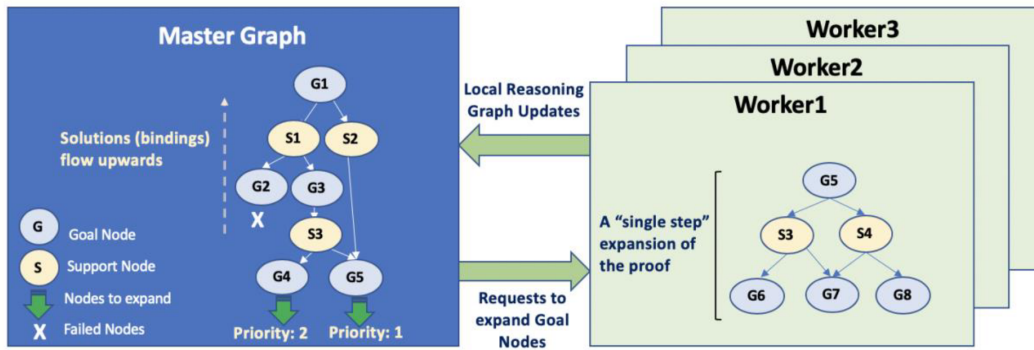 Master Graph
G1
S1
S2
G2
G3
X
S3
G4
G5
Priority: 2
Priority: 1
Solutions (bindings)
flow upwards
G
Goal Node
S
Support Node
Nodes to expand
X
Failed Nodes
Local Reasoning
Graph Updates
Requests to
expand Goal
Nodes
Worker3
Worker2
Worker1
A “single step”
expansion of
the proof
G5
S3
S4
G6
G7
G8